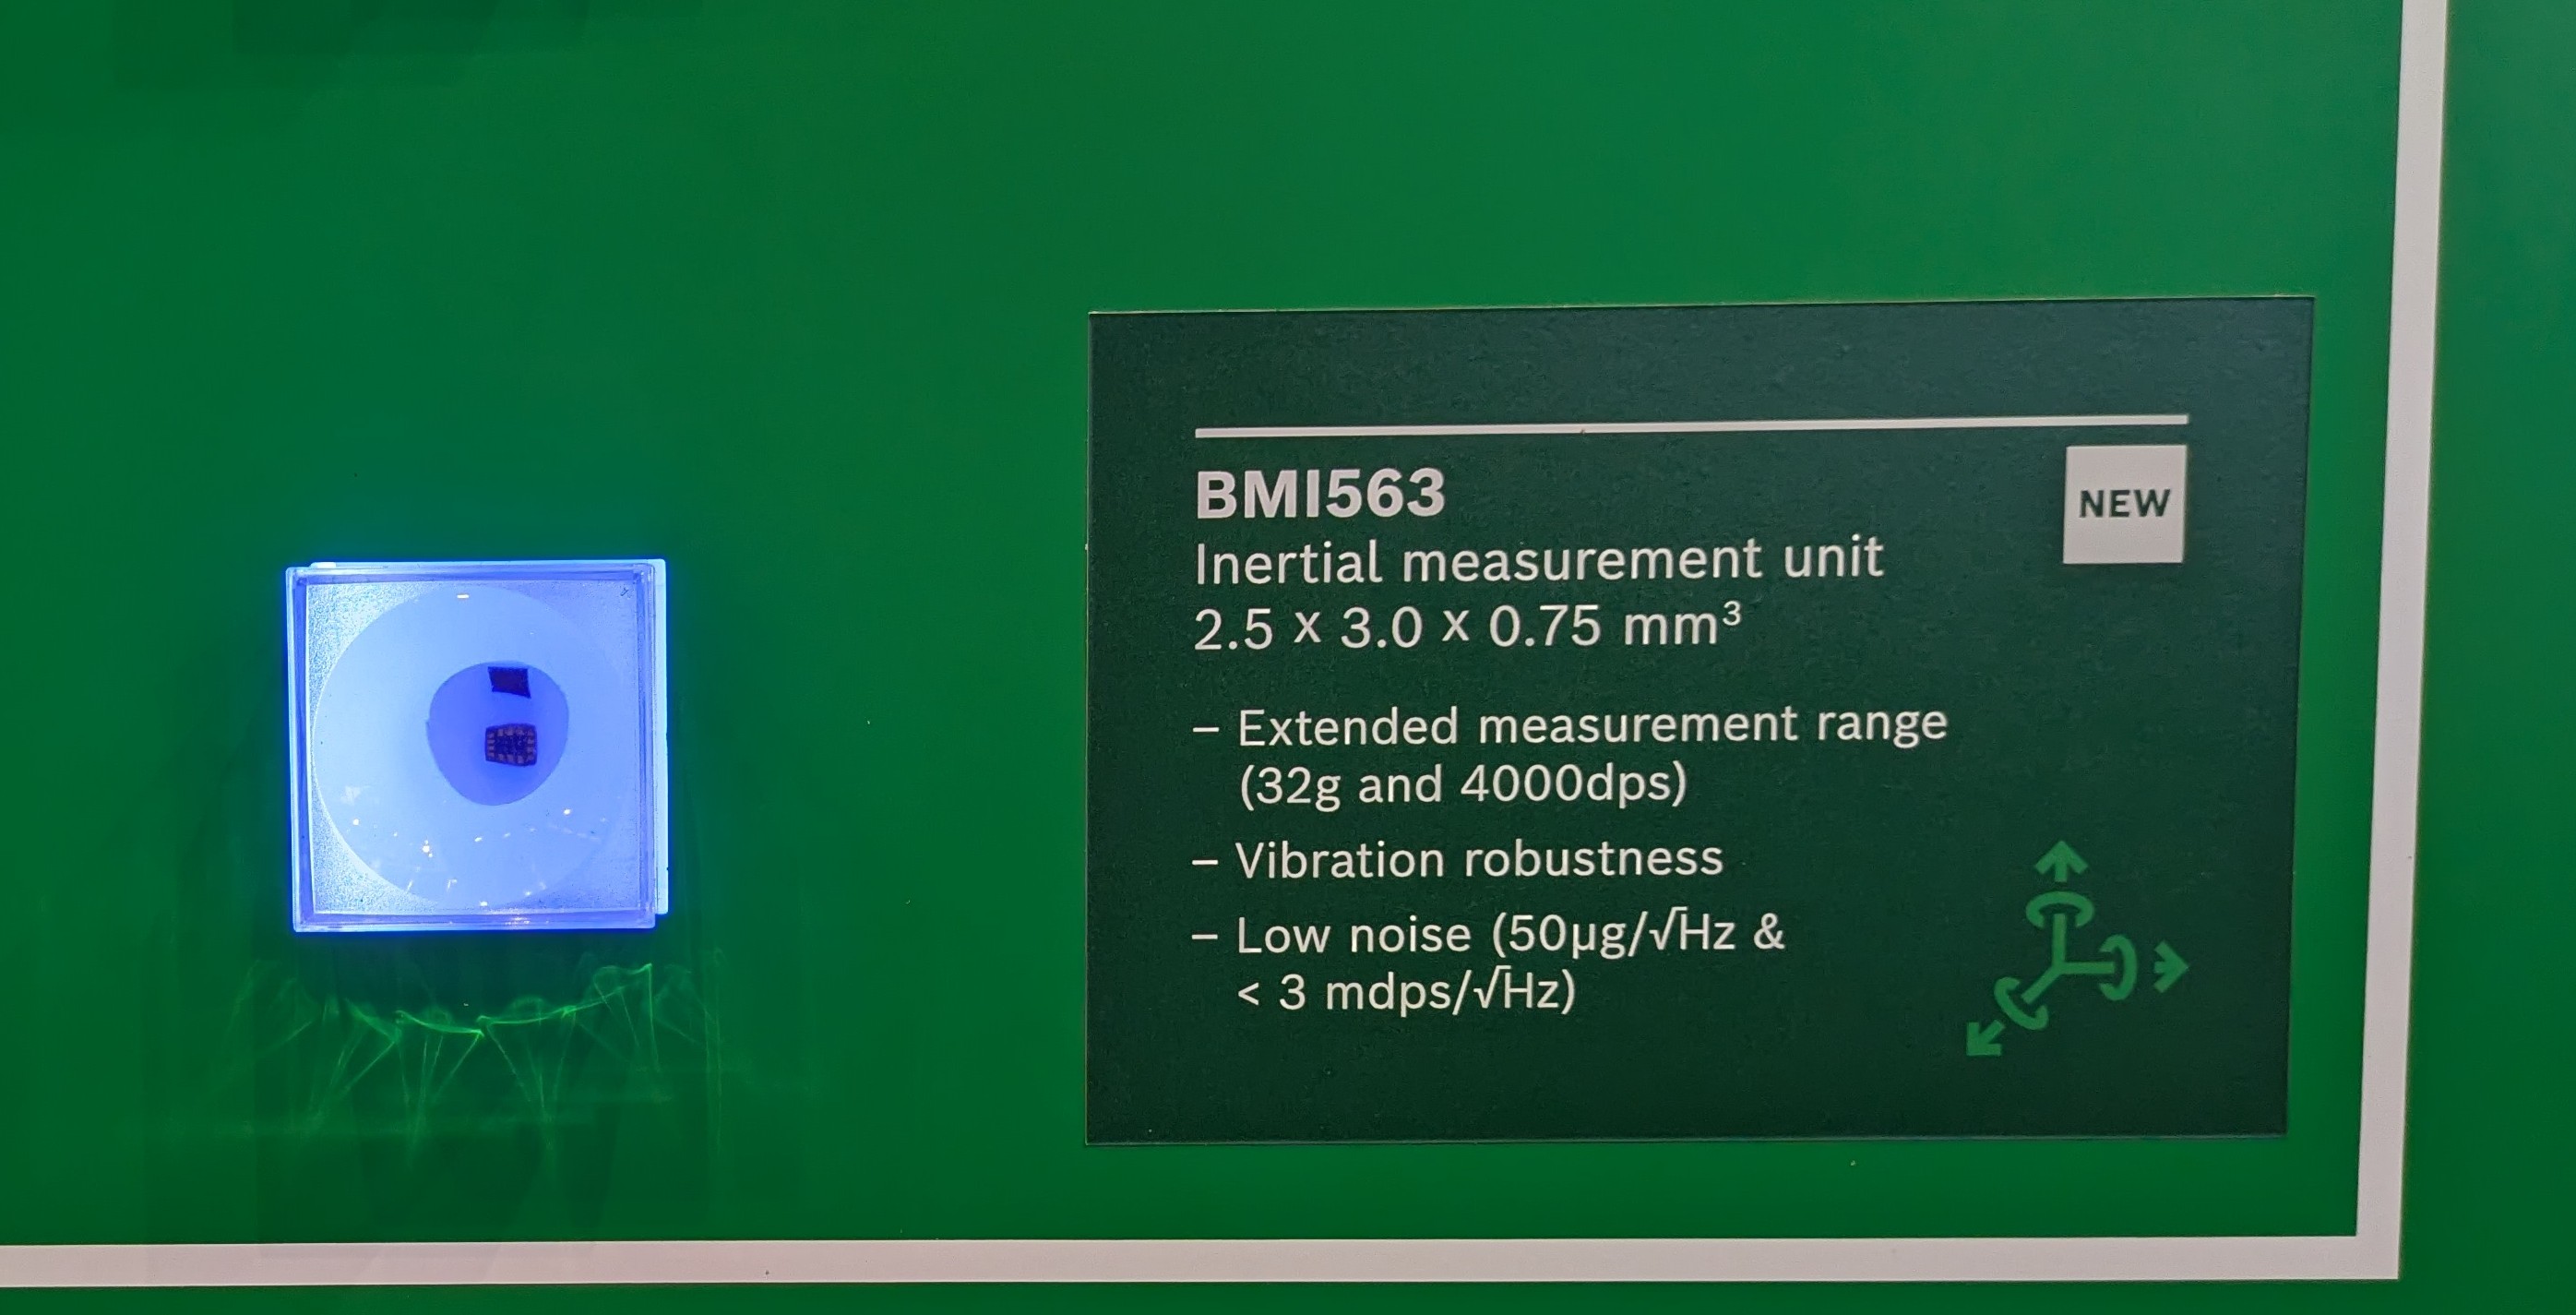 BMI563
NEW
Inertial measurement unit
2.5 x 3.0 x 0.75 mm³
– Extended measurement range
(32g and 4000dps)
– Vibration robustness
– Low noise (50µg/√Hz &
< 3 mdps/√Hz)